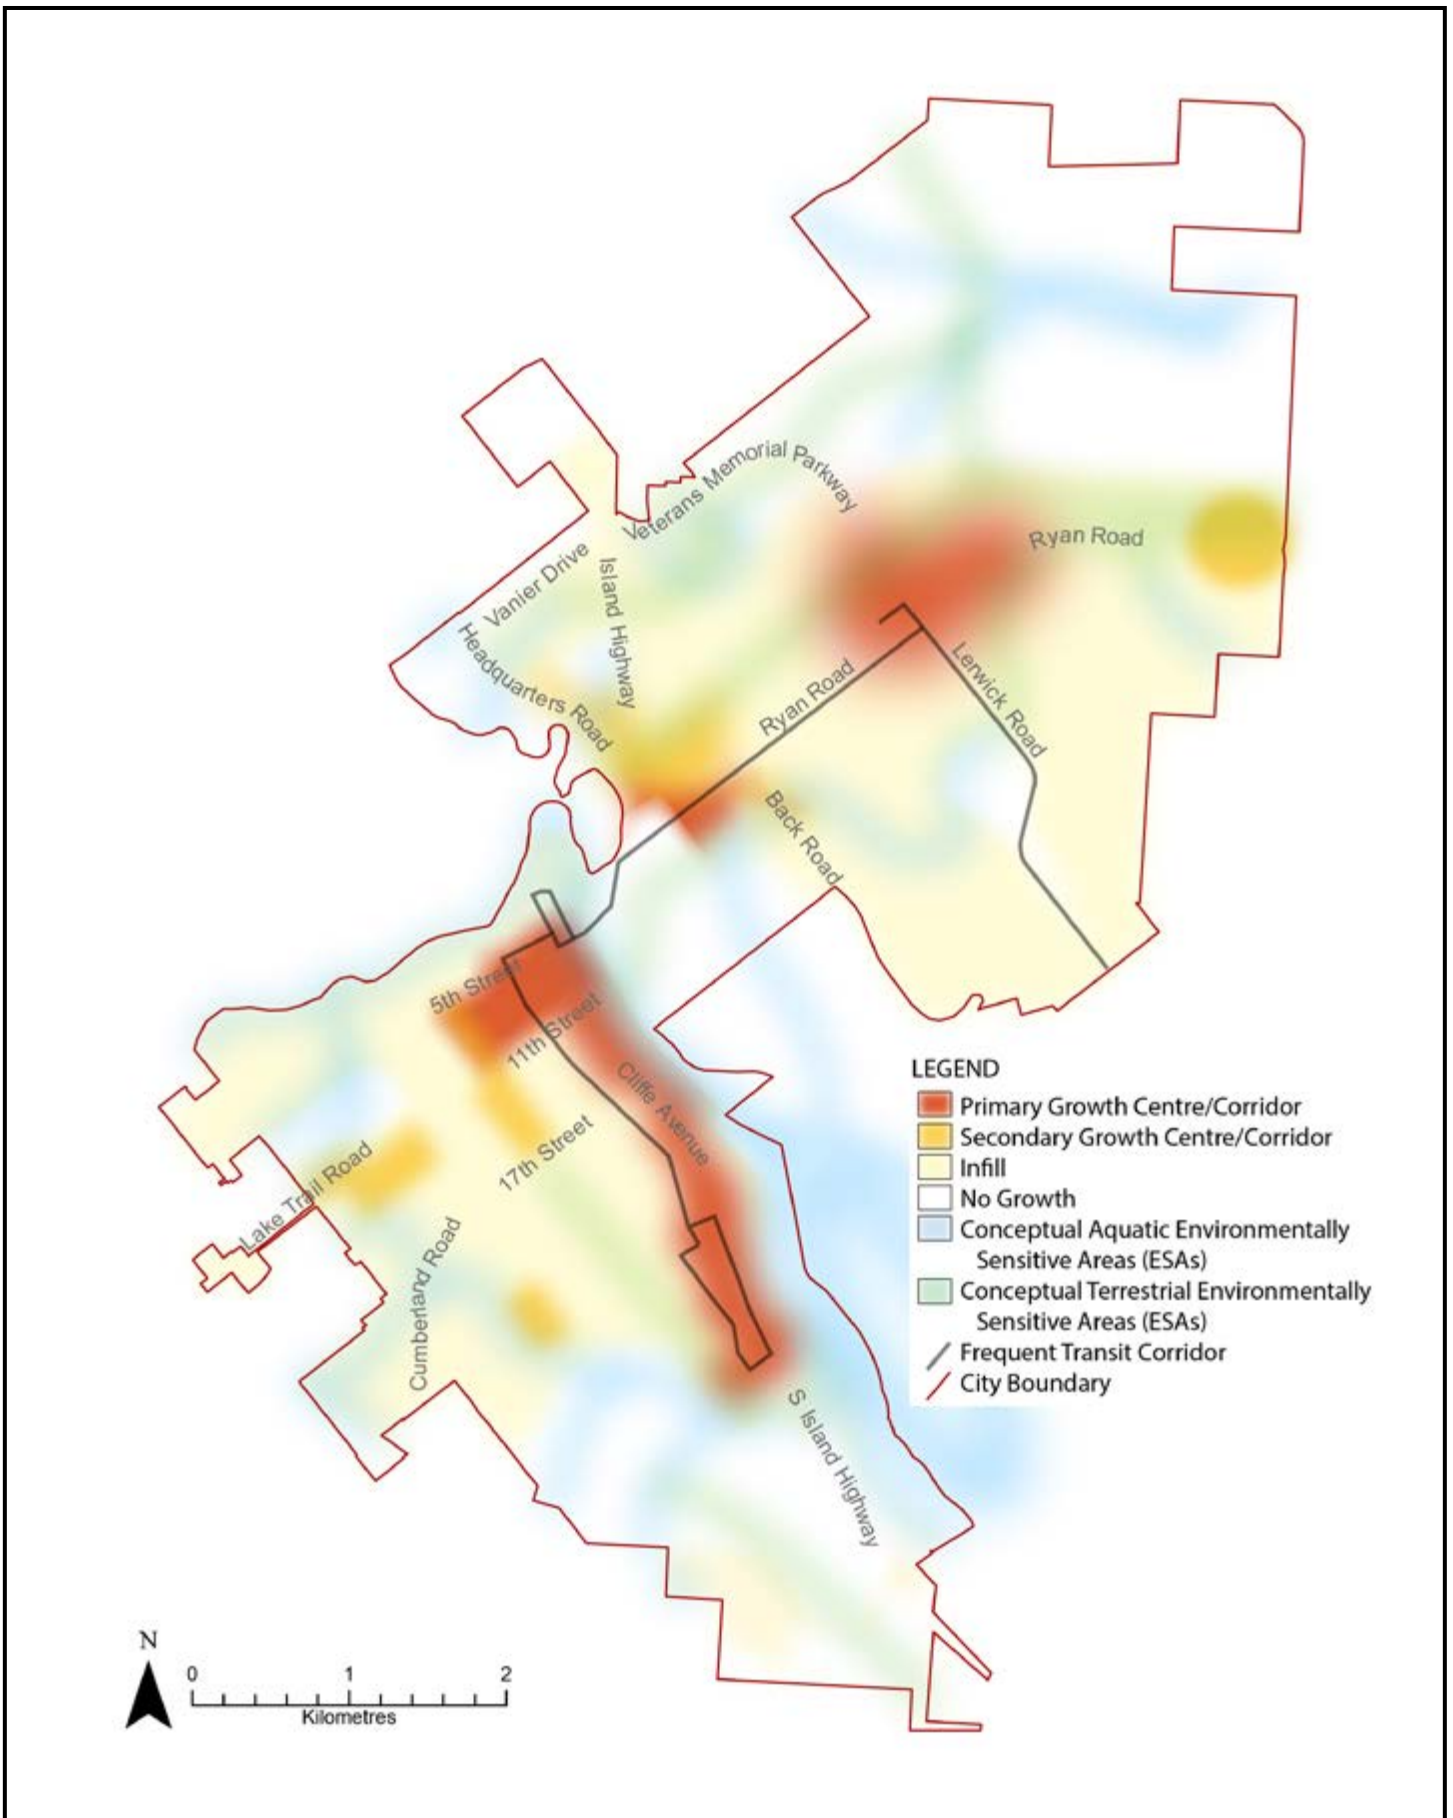 Veterans Memorial Parkway
Ryan Road
Vanier Drive
Island Highway
Headquarters Road
Ryan Road
Lerwick Road
Back Road
5th Street
11th Street
Cliffe Avenue
17th Street
Lake Trail Road
Cumberland Road
S Island Highway
LEGEND
Primary Growth Centre/Corridor
Secondary Growth Centre/Corridor
Infill
No Growth
Conceptual Aquatic Environmentally
Sensitive Areas (ESAs)
Conceptual Terrestrial Environmentally
Sensitive Areas (ESAs)
Frequent Transit Corridor
City Boundary
N
0 1 2
Kilometres